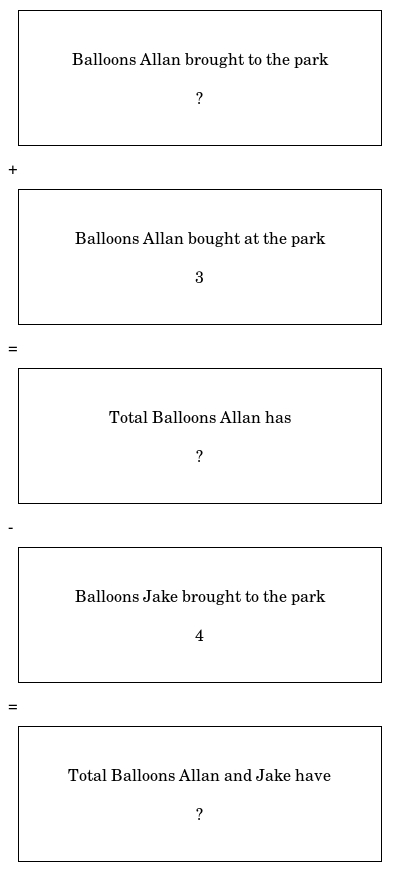 Balloons Allan brought to the park
?
+
Balloons Allan bought at the park
3
=
Total Balloons Allan has
?
-
Balloons Jake brought to the park
4
=
Total Balloons Allan and Jake have
?